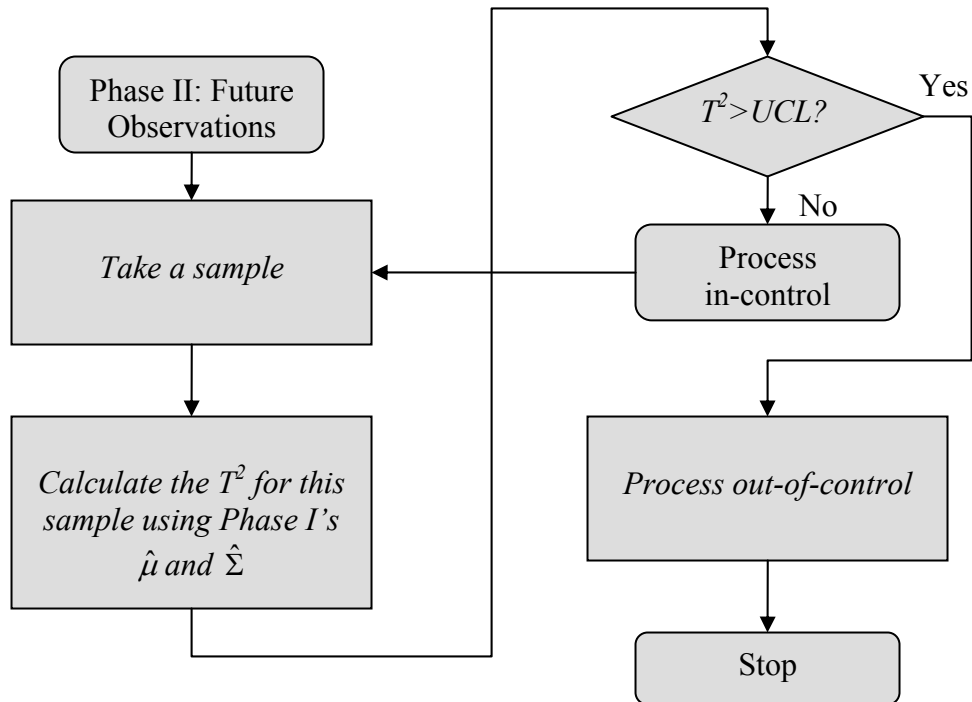 Phase II: Future
Observations
Take a sample
Calculate the T² for this
sample using Phase I’s
μ̂ and Σ̂
T²>UCL?
Yes
No
Process
in-control
Process out-of-control
Stop